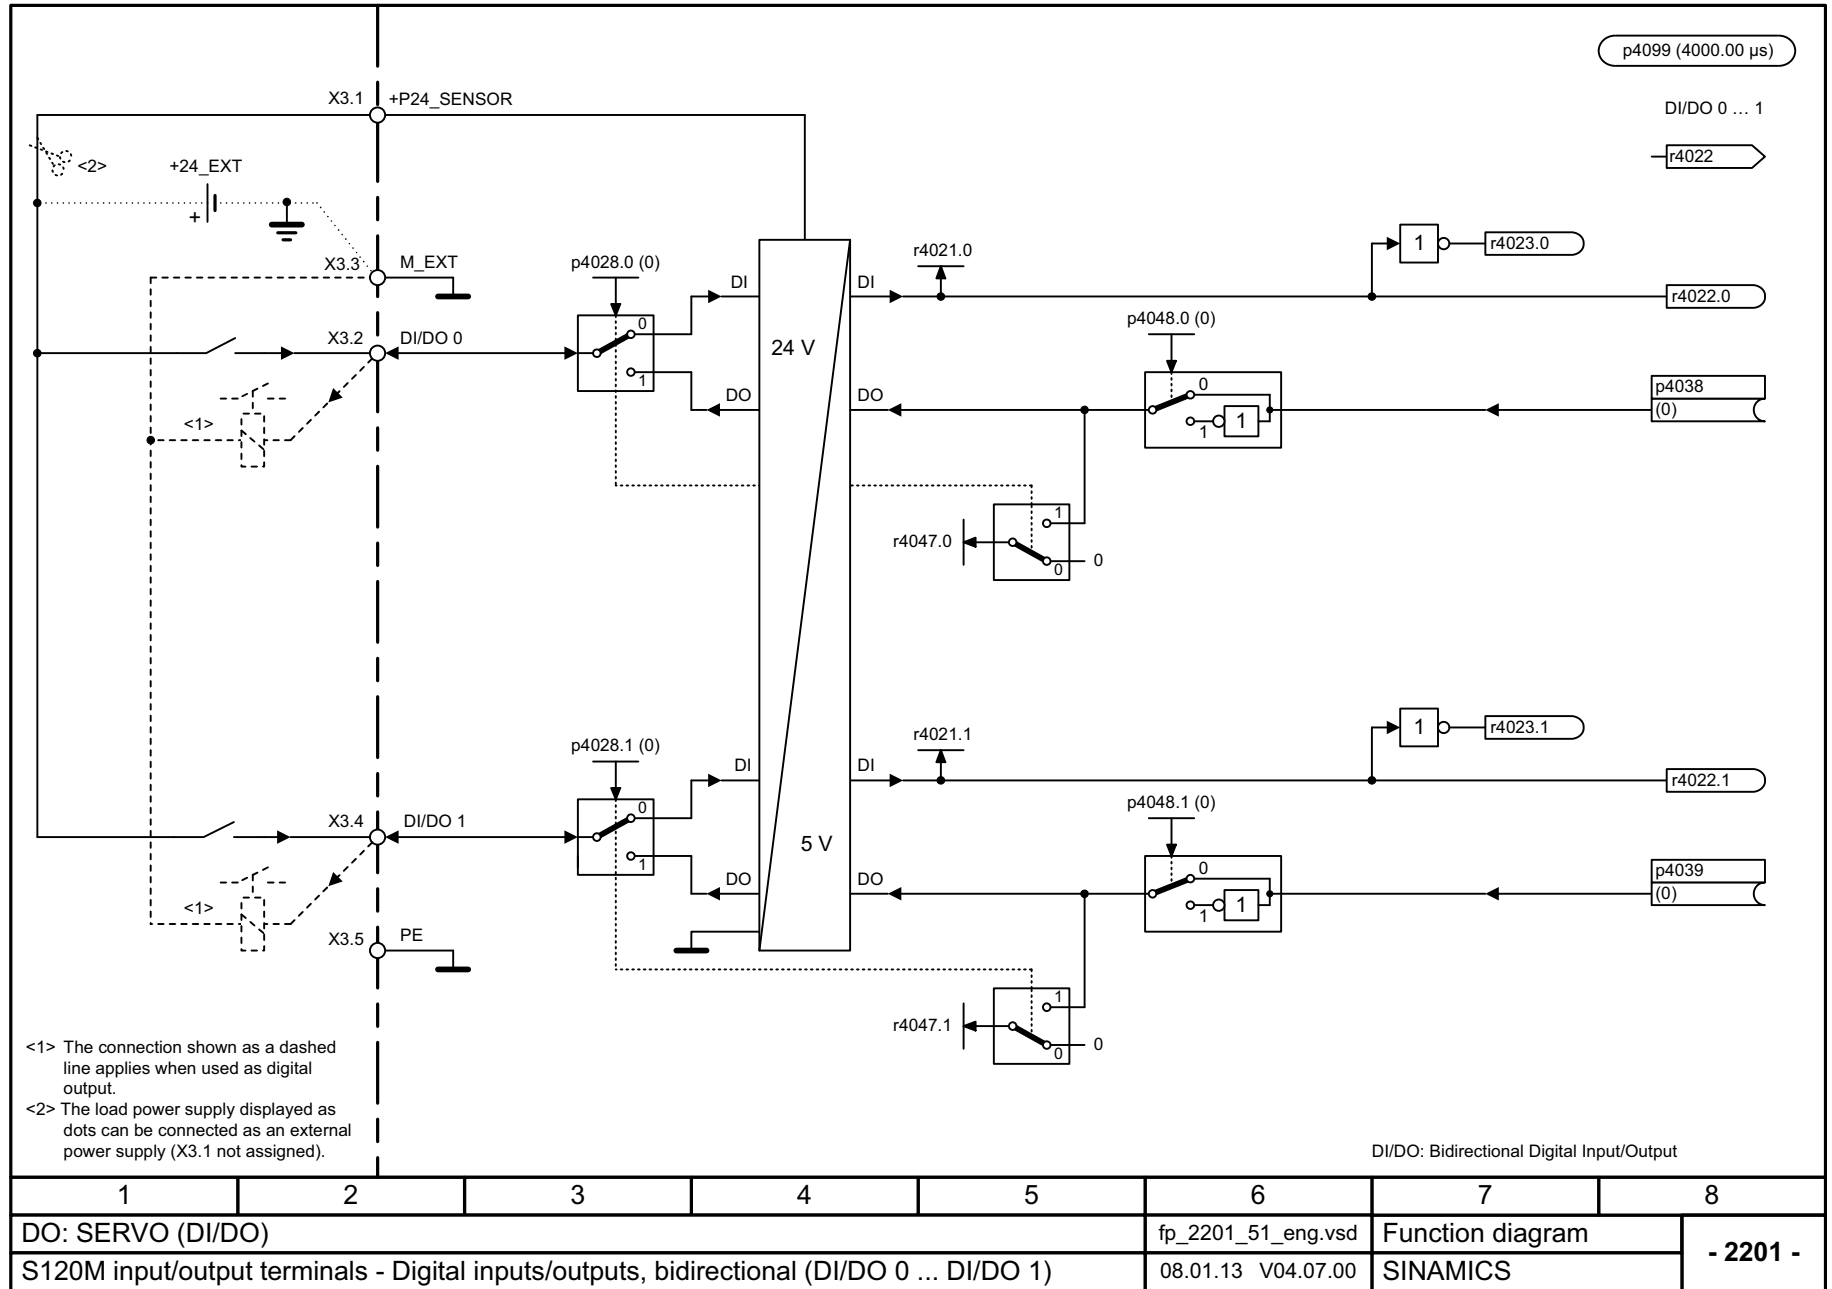 p4099 (4000.00 µs)
X3.1
+P24_SENSOR
DI/DO 0 … 1
r4022
<2>
+24_EXT
+
X3.3
M_EXT
p4028.0 (0)
r4021.0
1
r4023.0
DI
DI
r4022.0
p4048.0 (0)
X3.2
DI/DO 0
0
1
24 V
0
1
1
p4038
(0)
DO
DO
<1>
r4047.0
1
0
0
p4028.1 (0)
r4021.1
1
r4023.1
DI
DI
r4022.1
p4048.1 (0)
X3.4
DI/DO 1
0
1
5 V
0
1
1
p4039
(0)
DO
DO
<1>
X3.5
PE
r4047.1
1
0
0
<1> The connection shown as a dashed
line applies when used as digital
output.
<2> The load power supply displayed as
dots can be connected as an external
power supply (X3.1 not assigned).
DI/DO: Bidirectional Digital Input/Output
1 2 3 4 5 6 7 8
DO: SERVO (DI/DO)
fp_2201_51_eng.vsd
Function diagram
- 2201 -
S120M input/output terminals - Digital inputs/outputs, bidirectional (DI/DO 0 ... DI/DO 1)
08.01.13 V04.07.00
SINAMICS